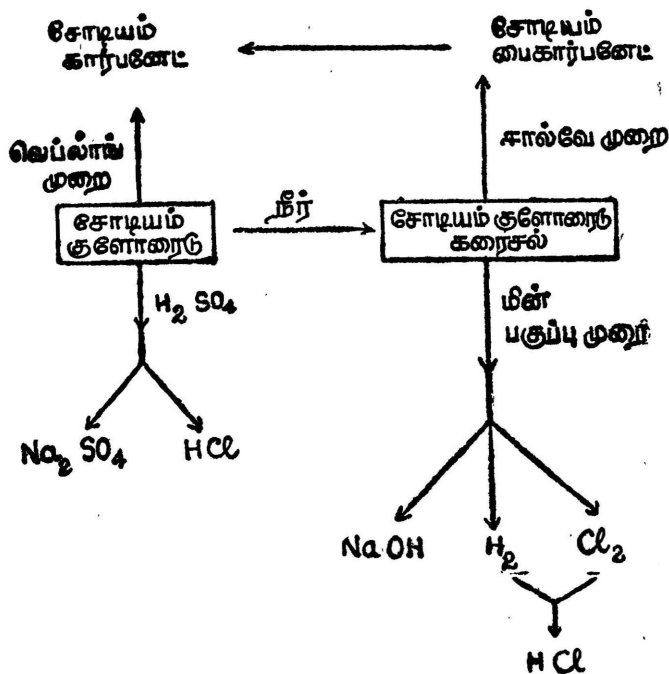 சோடியம்
கார்பனேட்
சோடியம்
பைகார்பனேட்
லெப்லாங்
முறை
சால்வே முறை
சோடியம்
குளோரைடு
நீர்
சோடியம் குளோரைடு
கரைசல்
H₂ SO₄
மின்
பகுப்பு முறை
Na₂ SO₄
HCl
NaOH
H₂
Cl₂
HCl